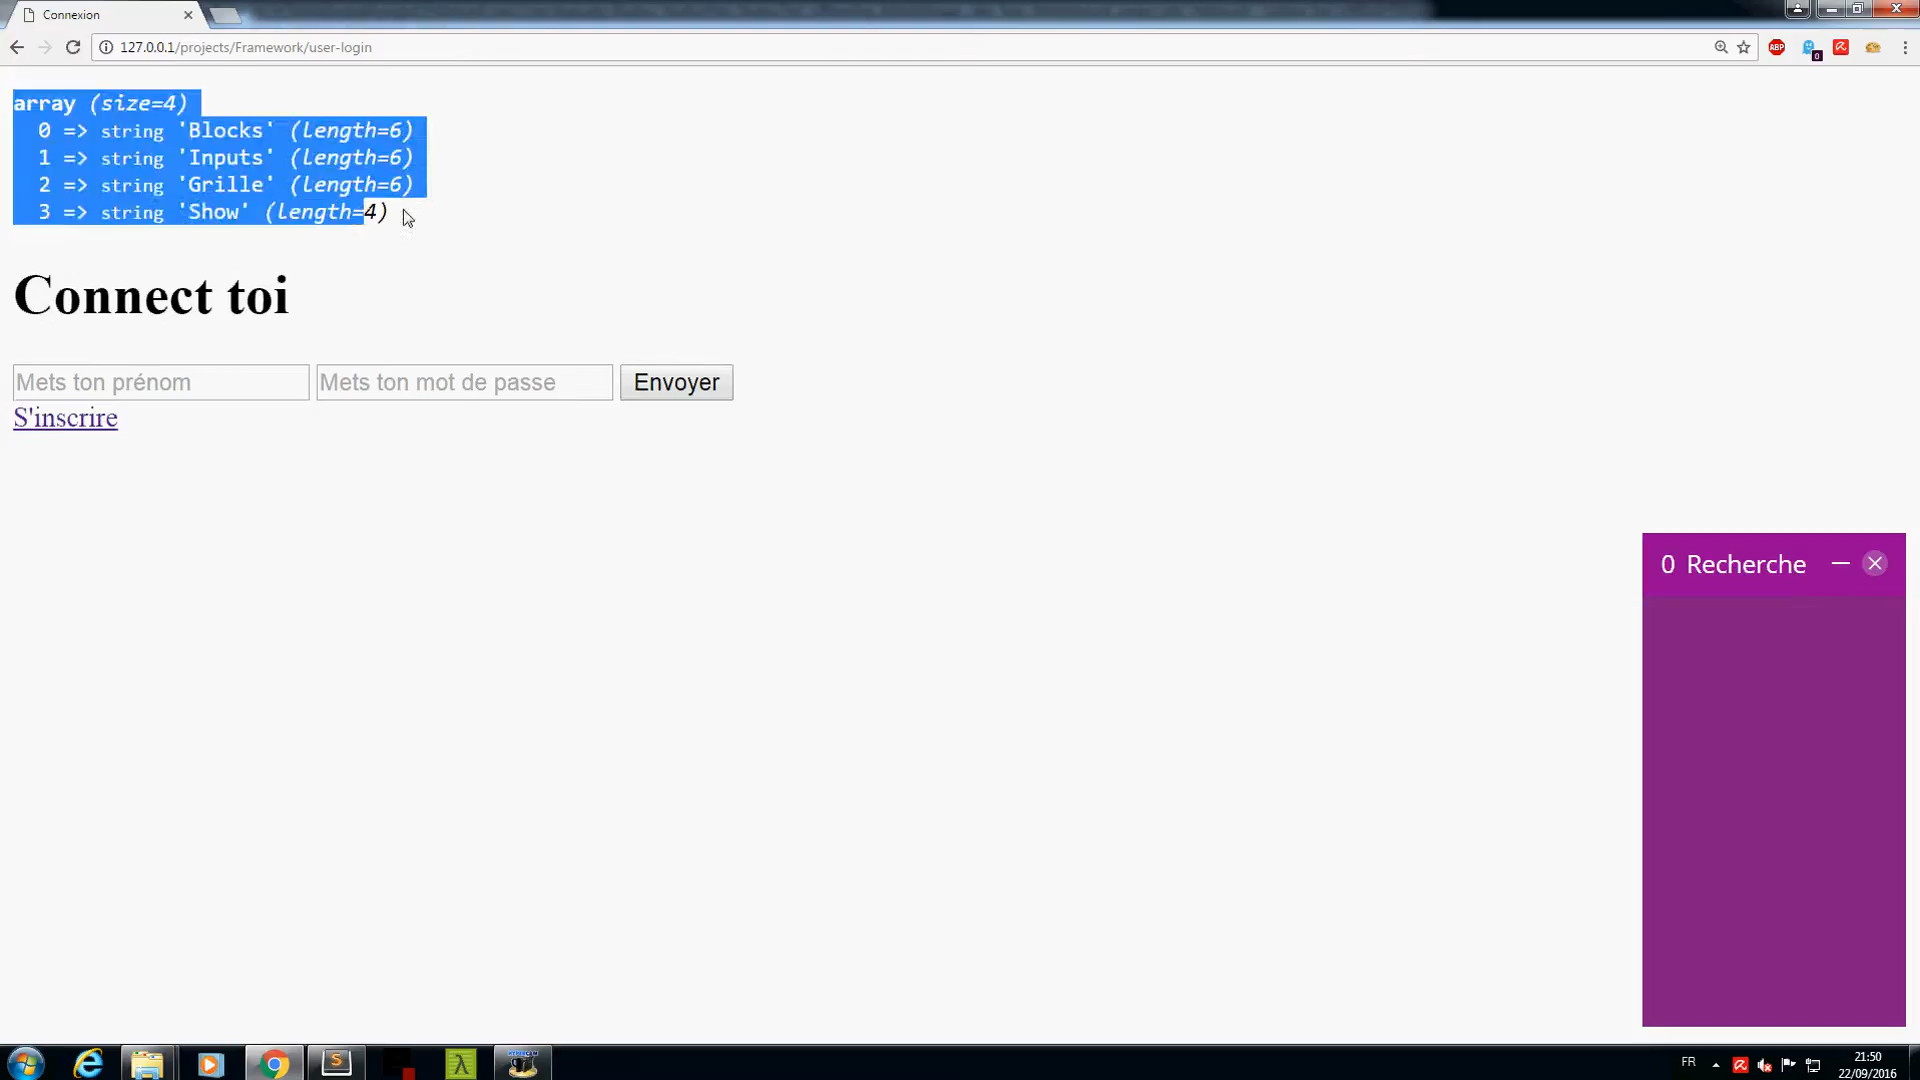 Connexion
127.0.0.1/projects/Framework/user-login
ABP
0
array (size=4)
0 => string 'Blocks' (length=6)
1 => string 'Inputs' (length=6)
2 => string 'Grille' (length=6)
3 => string 'Show' (length=4)
Connect toi
Mets ton prénom Mets ton mot de passe Envoyer
S'inscrire
0 Recherche
FR
21:50
22/09/2016